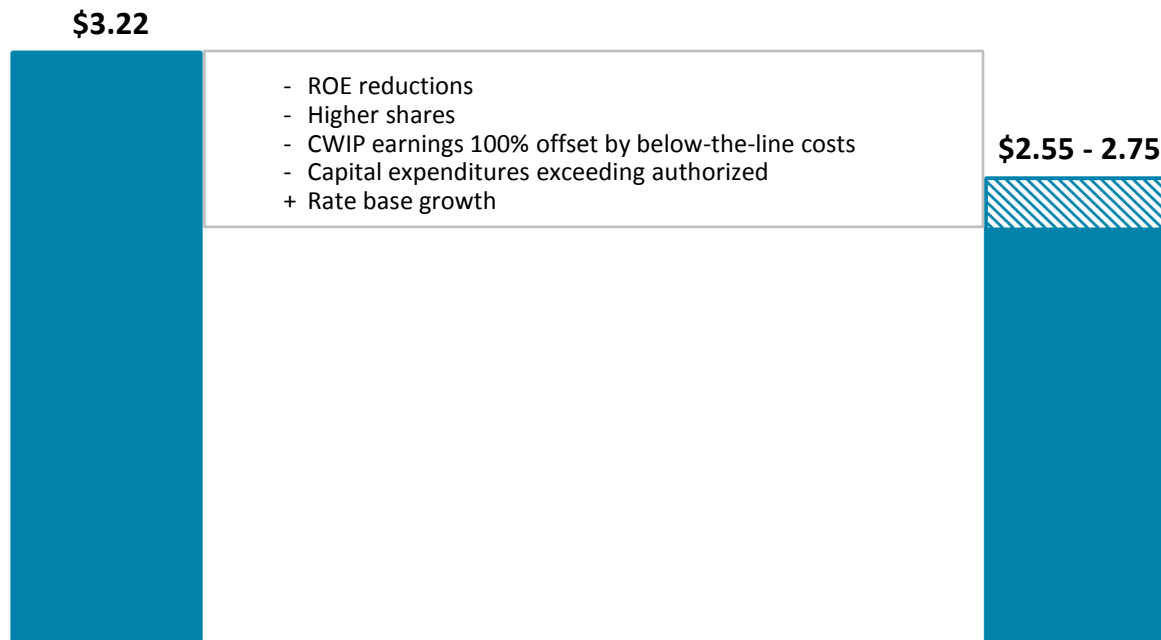 $3.22
- ROE reductions
- Higher shares
- CWIP earnings 100% offset by below-the-line costs
- Capital expenditures exceeding authorized
+ Rate base growth
$2.55 - 2.75